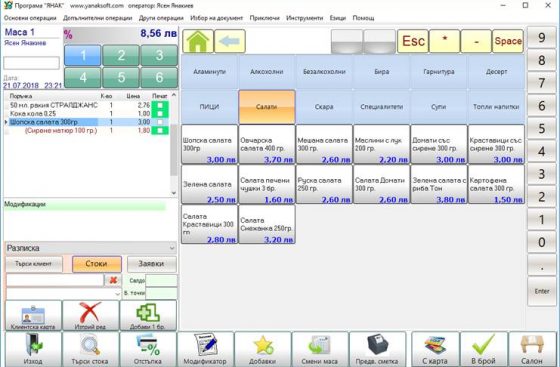 Програма "ЯНАК" www.yanaksoft.com оператор: Ясен Янакиев
Основни операции Допълнителни операции Други операции Избор на документ Приключи Инструменти Езици Помощ
Маса 1
Ясен Янакиев
% 8,56 лв
1 2 3
4 5 6
Дата:
21.07.2018 23:21
Esc * - Space
Поръчка К-во Цена Печат
50 мл. ракия СТРАЛДЖАНС 1 2,76
Кока кола 0,25 1 1,00
Шопска салата 300гр 1 3,00
(Сирене натюр 100 гр.) 1 1,80
Модификации
Разписка
Търси клиент Стоки Заявки
Салдо
Б. точки
Клиентска карта Изтрий ред Добави 1 бр.
Аламинути Алкохолни Безалкохолни Бира Гарнитура Десерт
ПИЦИ Салати Скара Специалитети Супи Топли напитки
Шопска салата 300гр 3,00 лв
Овчарска салата 400 гр. 3,70 лв
Мешана салата 300 гр. 2,60 лв
Маслини с лук 200 гр. 2,20 лв
Домати със сирене 300 гр. 3,00 лв
Краставици със сирене 300 гр. 3,00 лв
Зелена салата 2,50 лв
Салата печени чушки 3 бр. 1,60 лв
Руска салата 250 гр. 2,60 лв
Салата Домати 300 гр. 2,60 лв
Зелена салата с риба Тон 3,80 лв
Картофена салата 300 гр. 1,50 лв
Салата Краставици 300 гр 2,80 лв
Салата Снежанка 250гр. 3,20 лв
9
8
7
6
5
4
3
2
1
0
.
Enter
Изход Търси стока Отстъпка Модификатор Добавки Смени маса Предв. сметка С карта В брой Салон